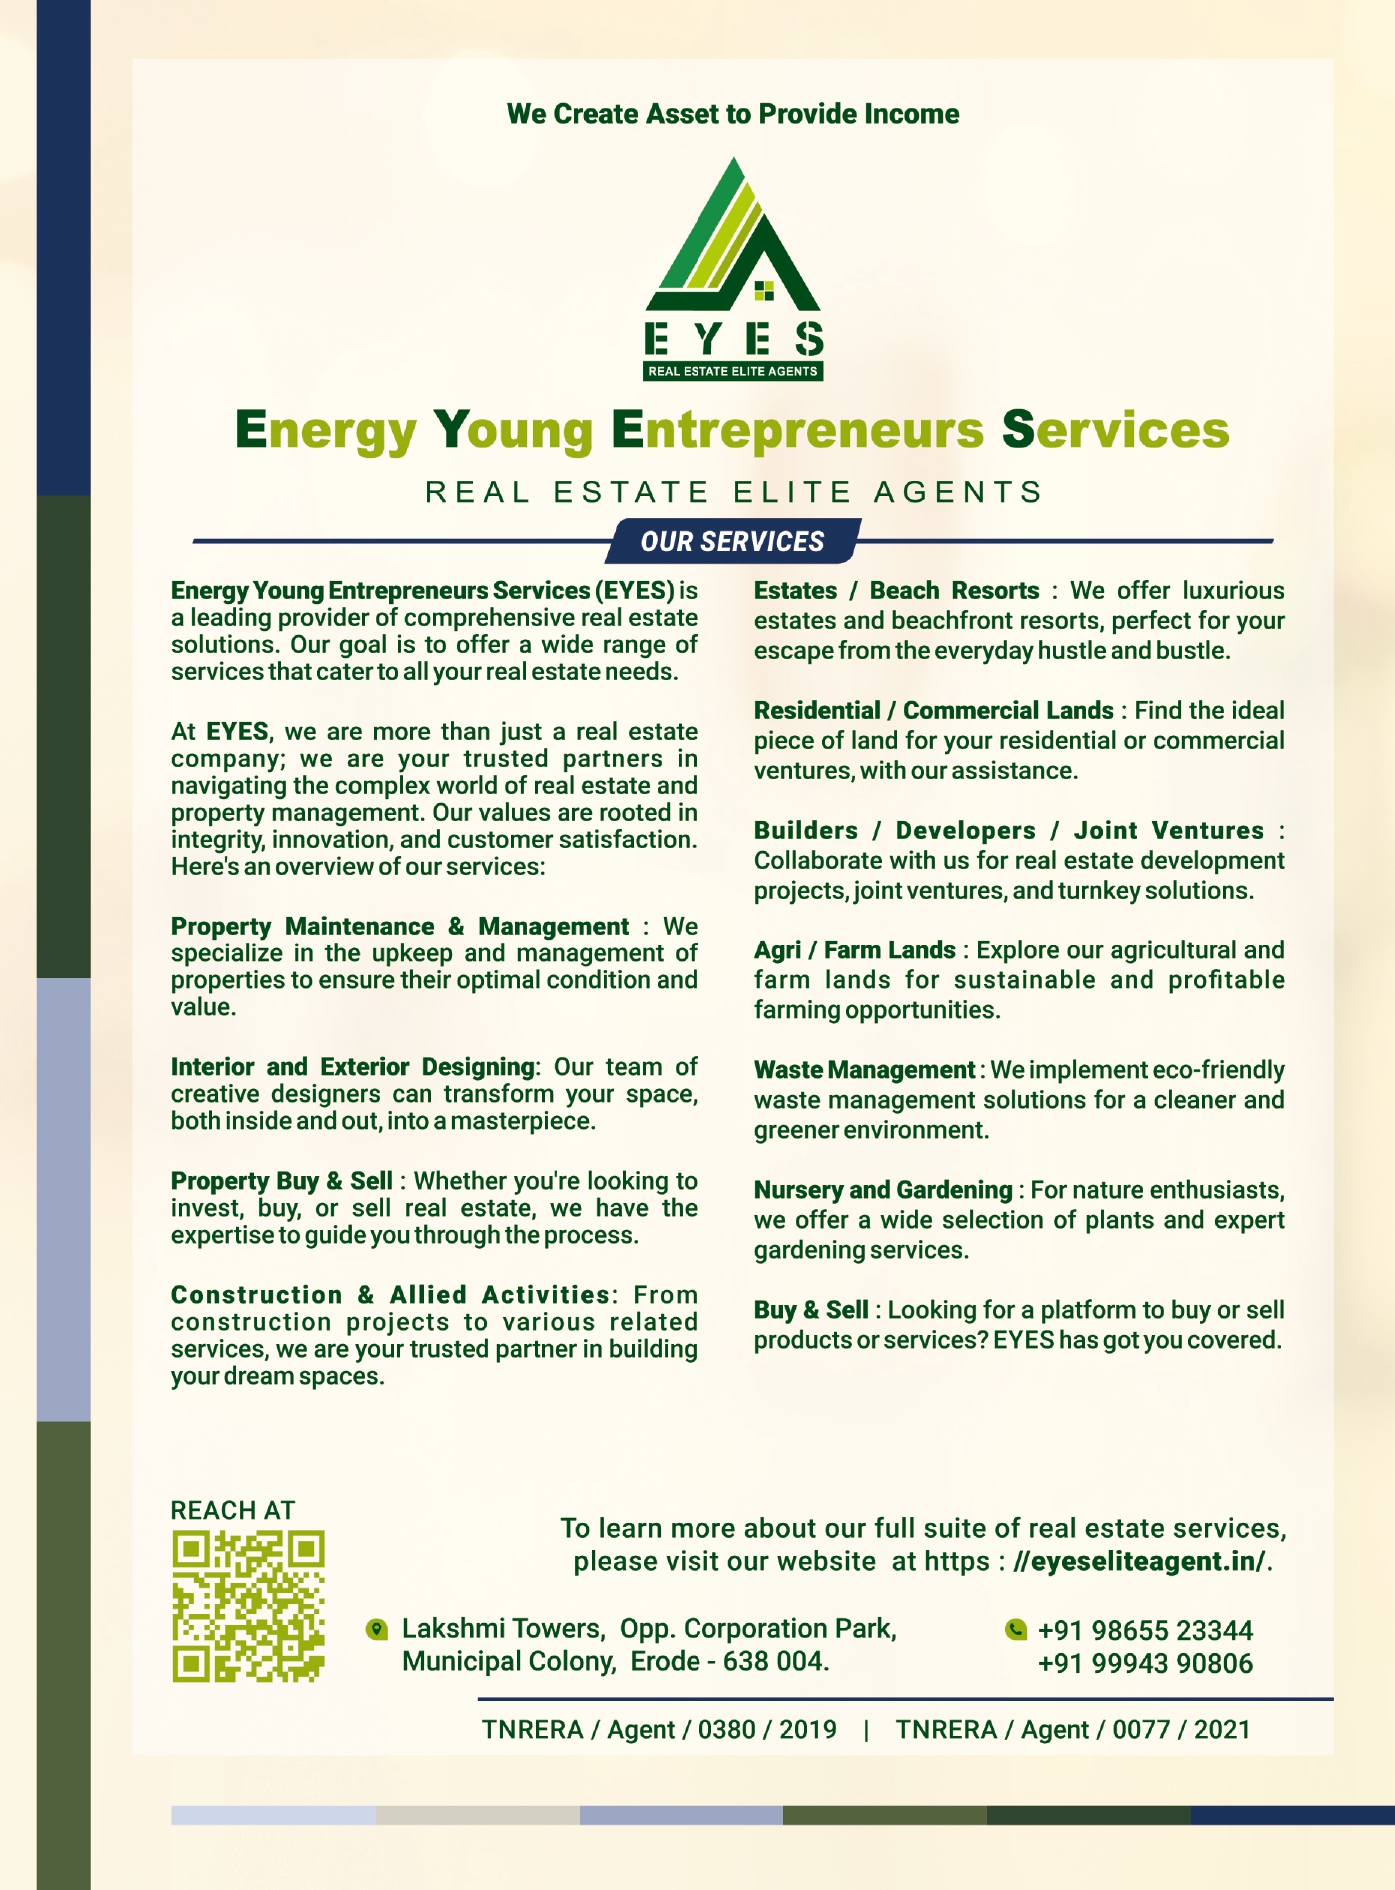 We Create Asset to Provide Income
EYES
REAL ESTATE ELITE AGENTS
Energy Young Entrepreneurs Services
REAL ESTATE ELITE AGENTS
OUR SERVICES
Energy Young Entrepreneurs Services (EYES) is
a leading provider of comprehensive real estate
solutions. Our goal is to offer a wide range of
services that cater to all your real estate needs.
At EYES, we are more than just a real estate
company; we are your trusted partners in
navigating the complex world of real estate and
property management. Our values are rooted in
integrity, innovation, and customer satisfaction.
Here's an overview of our services:
Property Maintenance & Management : We
specialize in the upkeep and management of
properties to ensure their optimal condition and
value.
Interior and Exterior Designing: Our team of
creative designers can transform your space,
both inside and out, into a masterpiece.
Property Buy & Sell : Whether you're looking to
invest, buy, or sell real estate, we have the
expertise to guide you through the process.
Construction & Allied Activities: From
construction projects to various related
services, we are your trusted partner in building
your dream spaces.
Estates / Beach Resorts : We offer luxurious
estates and beachfront resorts, perfect for your
escape from the everyday hustle and bustle.
Residential / Commercial Lands : Find the ideal
piece of land for your residential or commercial
ventures, with our assistance.
Builders / Developers / Joint Ventures :
Collaborate with us for real estate development
projects, joint ventures, and turnkey solutions.
Agri / Farm Lands : Explore our agricultural and
farm lands for sustainable and profitable
farming opportunities.
Waste Management : We implement eco-friendly
waste management solutions for a cleaner and
greener environment.
Nursery and Gardening : For nature enthusiasts,
we offer a wide selection of plants and expert
gardening services.
Buy & Sell : Looking for a platform to buy or sell
products or services? EYES has got you covered.
REACH AT
To learn more about our full suite of real estate services,
please visit our website at https : //eyeseliteagent.in/.
Lakshmi Towers, Opp. Corporation Park,
Municipal Colony, Erode - 638 004.
+91 98655 23344
+91 99943 90806
TNRERA / Agent / 0380 / 2019 | TNRERA / Agent / 0077 / 2021